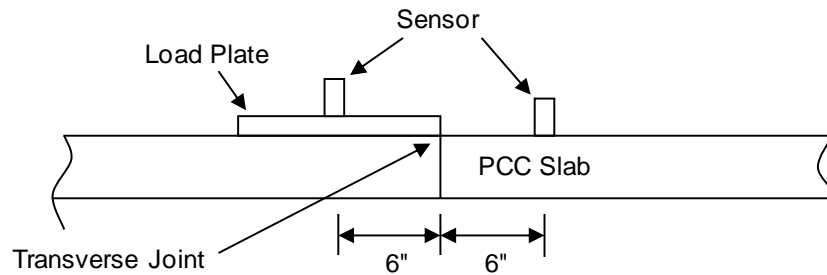 Sensor
Load Plate
PCC Slab
Transverse Joint
6" 6"